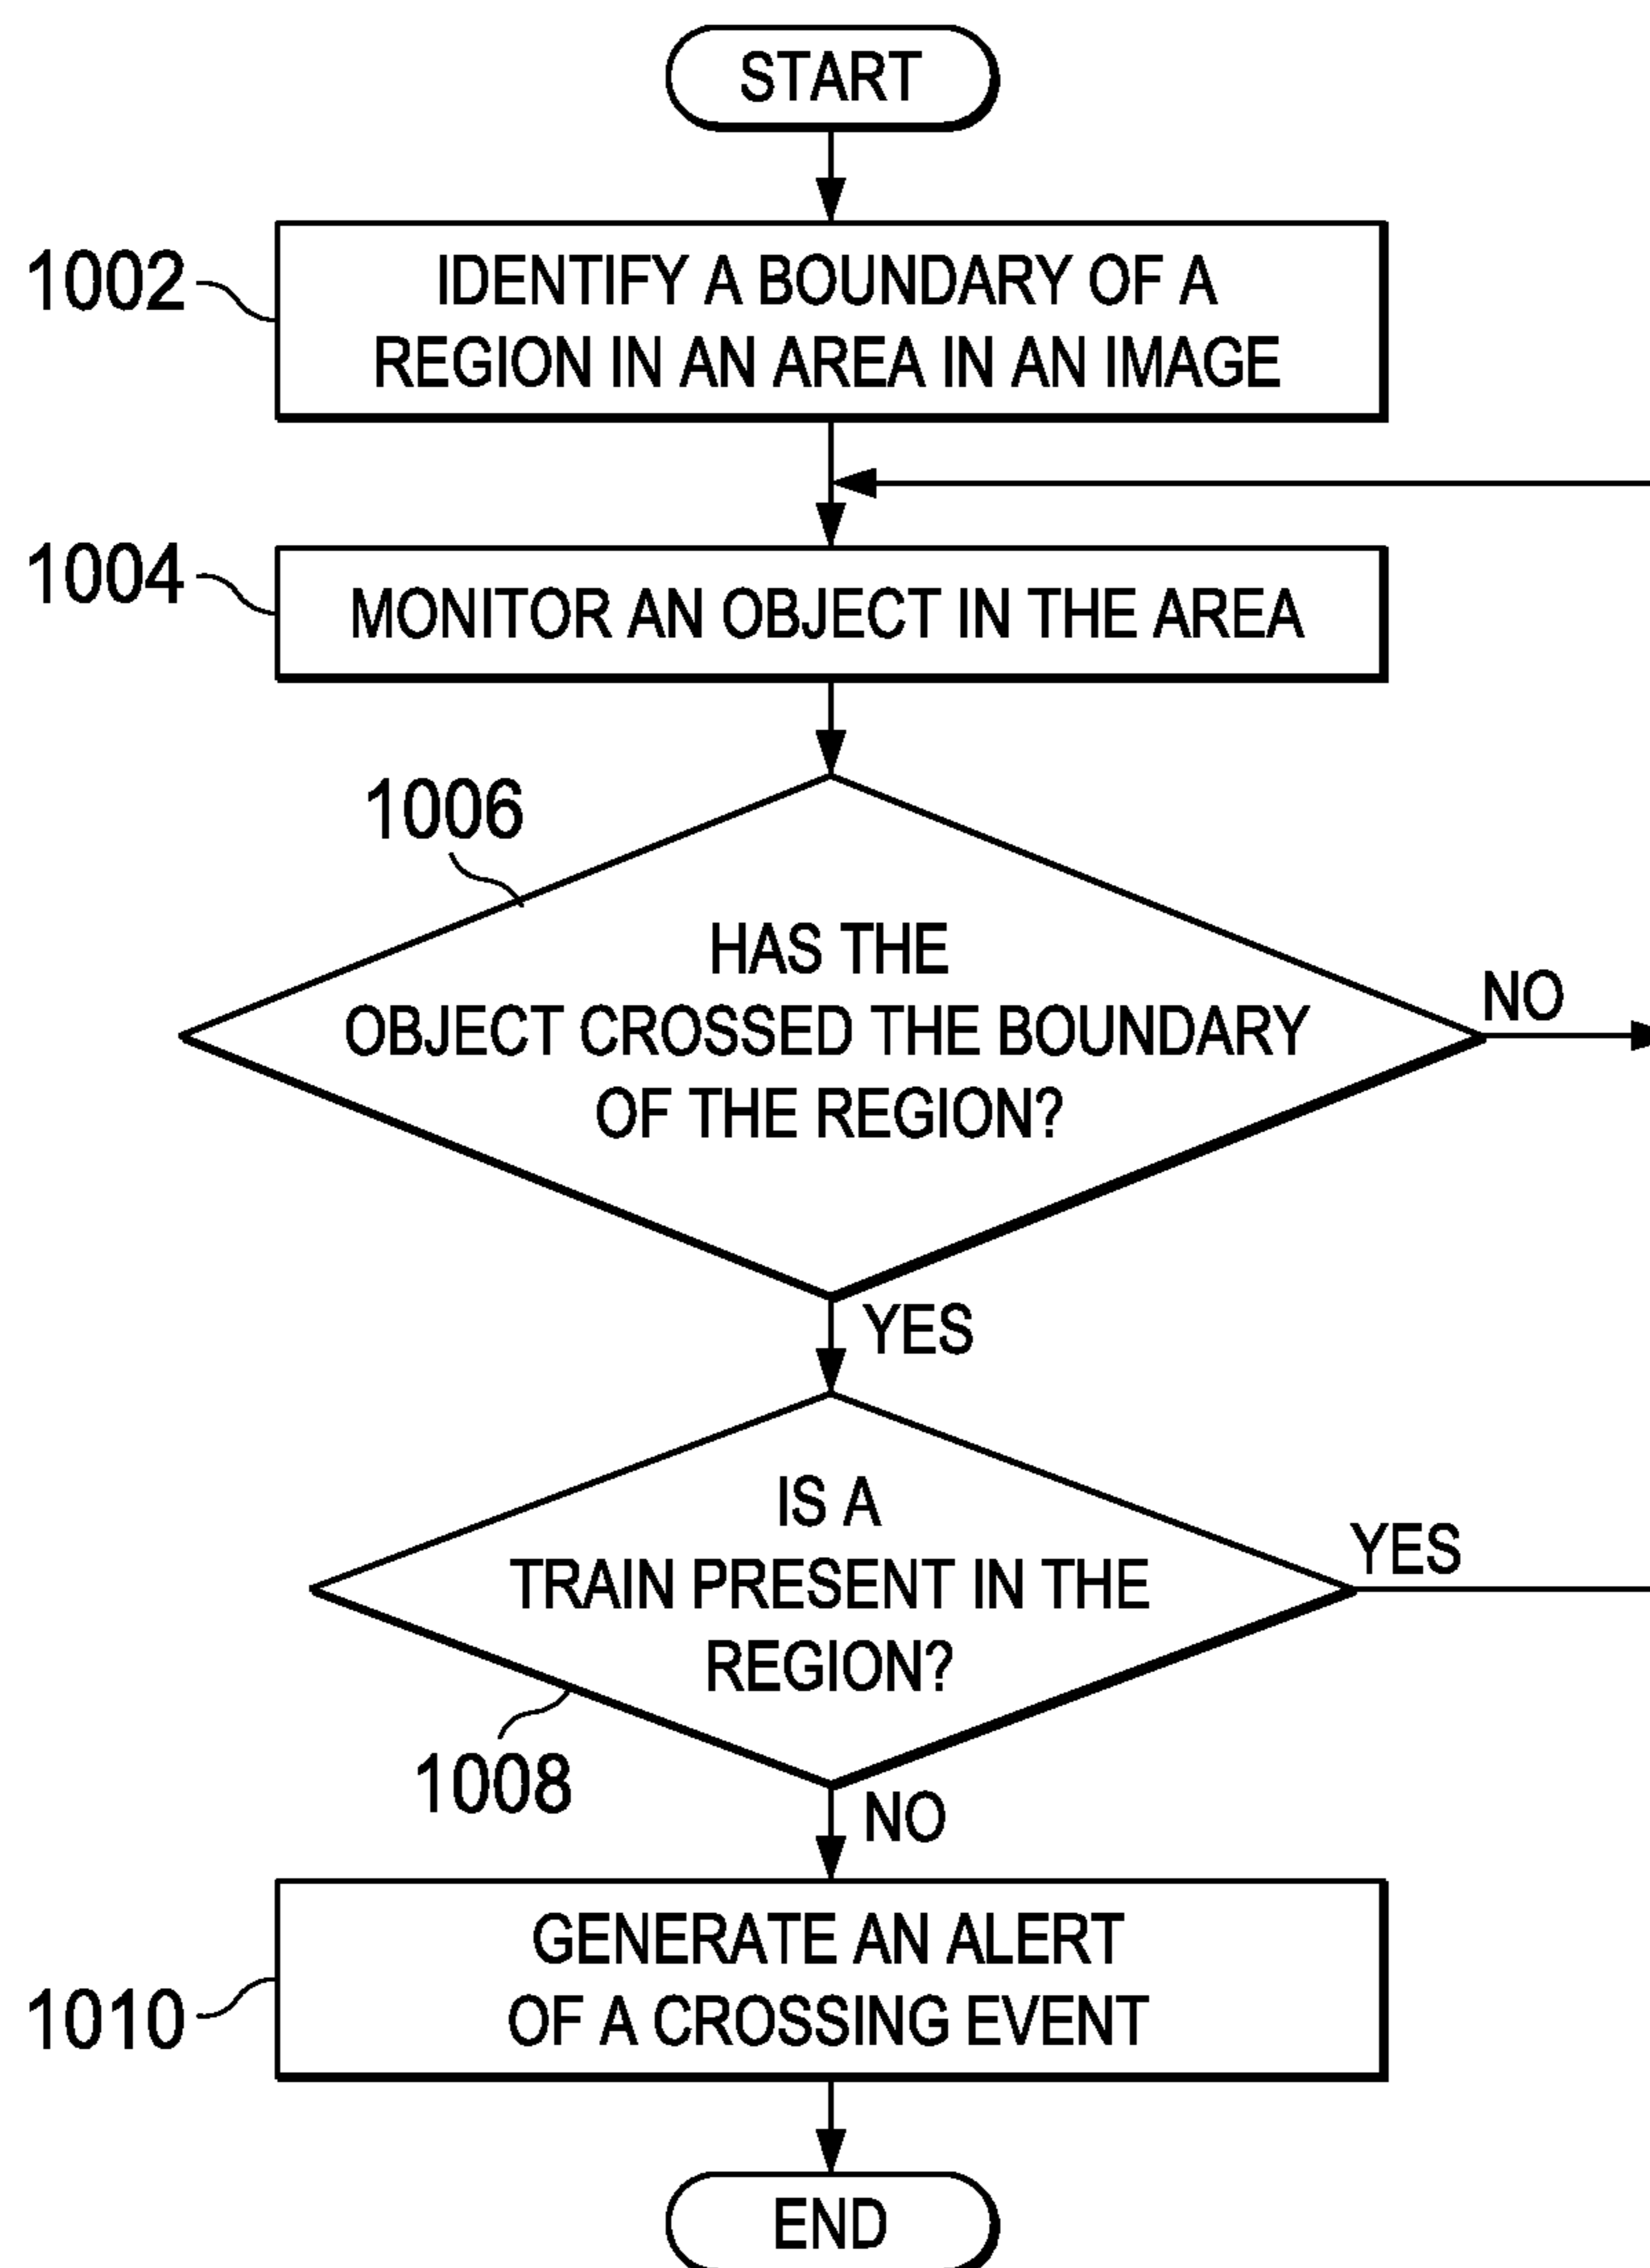 START
1002
IDENTIFY A BOUNDARY OF A
REGION IN AN AREA IN AN IMAGE
1004
MONITOR AN OBJECT IN THE AREA
1006
HAS THE
OBJECT CROSSED THE BOUNDARY
OF THE REGION?
NO
YES
IS A
TRAIN PRESENT IN THE
REGION?
YES
1008
NO
GENERATE AN ALERT
OF A CROSSING EVENT
1010
END